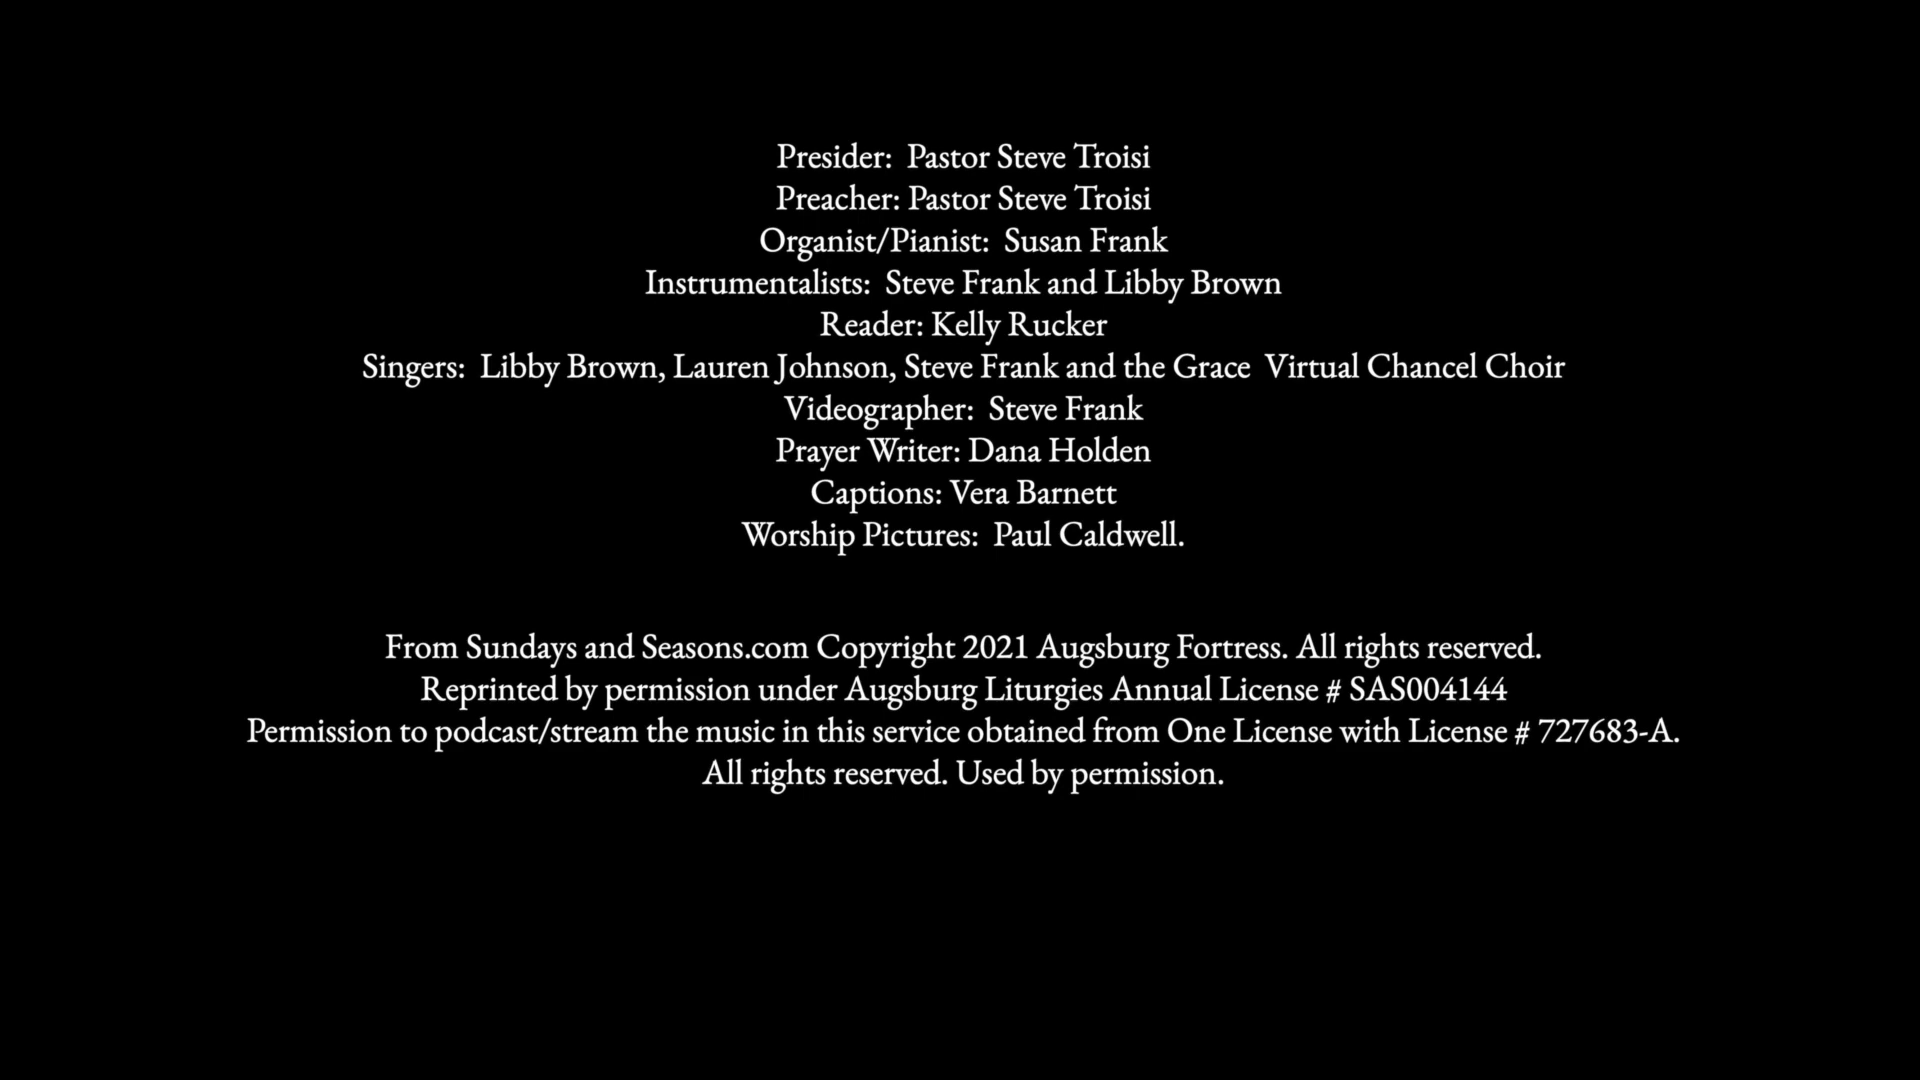 Presider:  Pastor Steve Troisi
Preacher: Pastor Steve Troisi
Organist/Pianist:  Susan Frank
Instrumentalists:  Steve Frank and Libby Brown
Reader: Kelly Rucker
Singers:  Libby Brown, Lauren Johnson, Steve Frank and the Grace  Virtual Chancel Choir
Videographer:  Steve Frank
Prayer Writer: Dana Holden
Captions: Vera Barnett
Worship Pictures:  Paul Caldwell.
From Sundays and Seasons.com Copyright 2021 Augsburg Fortress. All rights reserved.
Reprinted by permission under Augsburg Liturgies Annual License # SAS004144
Permission to podcast/stream the music in this service obtained from One License with License # 727683-A.
All rights reserved. Used by permission.